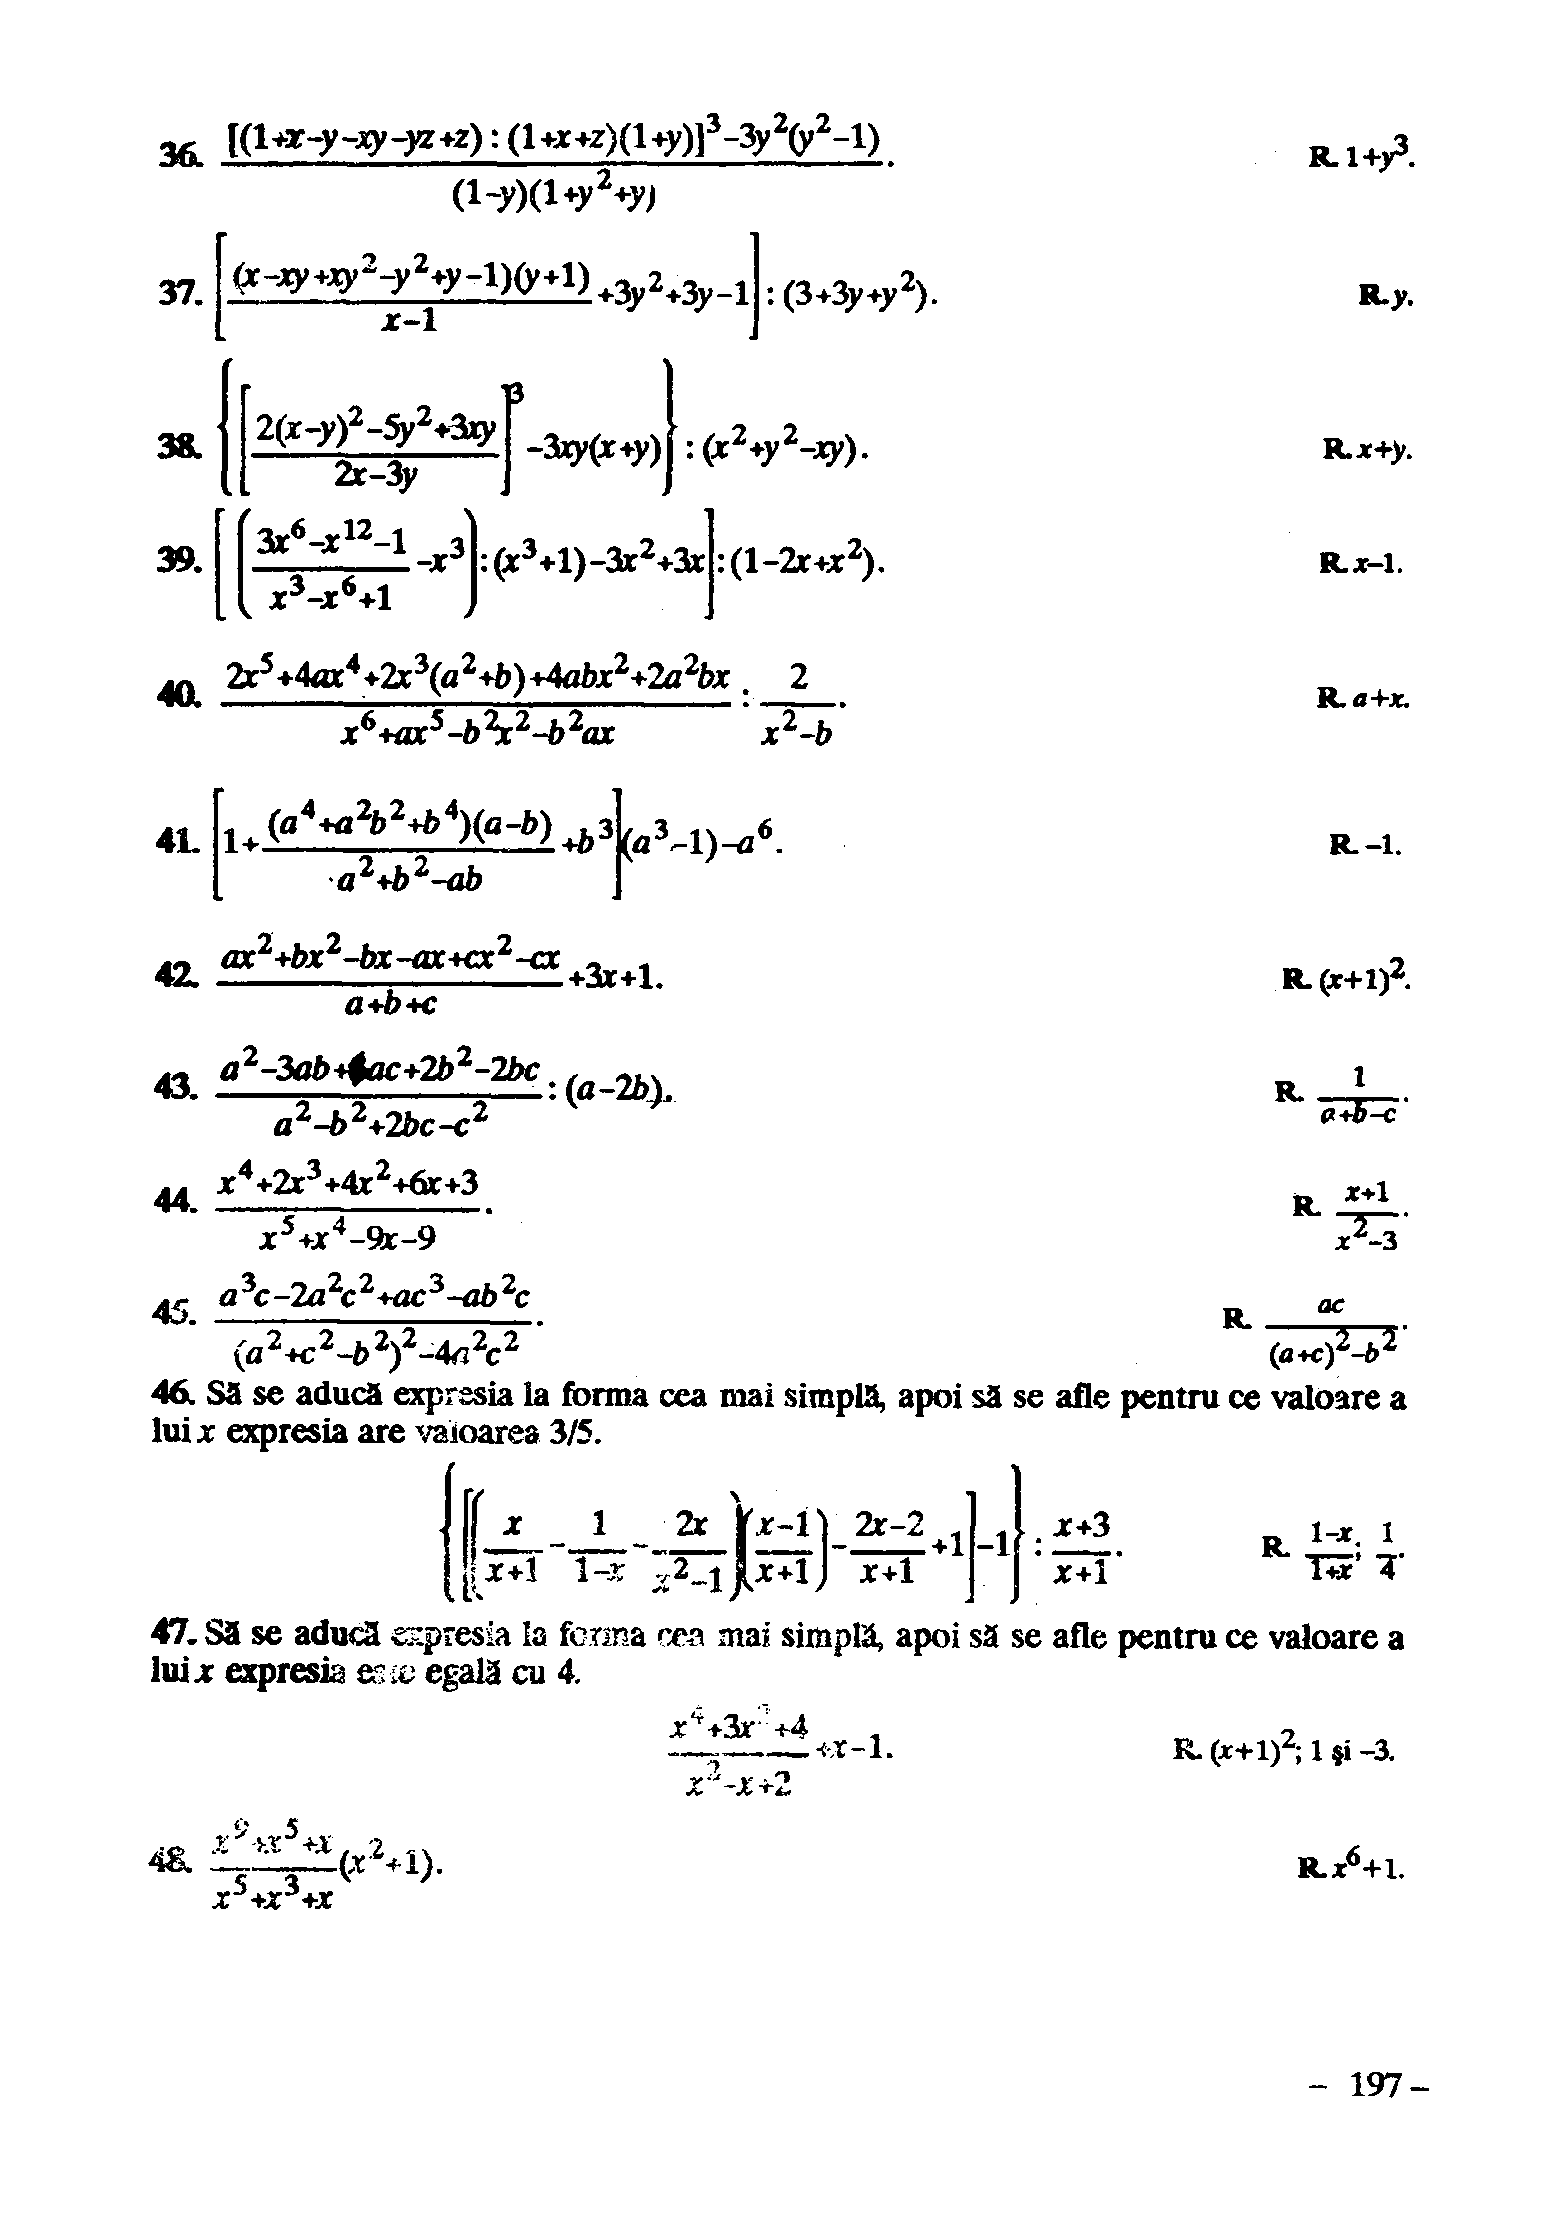 36. [(1+x-y-xy-yz+z) : (1+x+z)(1+y)]³-3y²(y²-1) / (1-y)(1+y²+y) . R. 1+y³.
37. [ (x-xy+xy²-y²+y-1)(y+1) / x-1 +3y²+3y-1 ] : (3+3y+y²). R. y.
38. { [ 2(x-y)²-5y²+3xy / 2x-3y ]³ -3xy(x+y) } : (x²+y²-xy). R. x+y.
39. [ ( 3x⁶-x¹²-1 / x³-x⁶+1 -x³ ) : (x³+1)-3x²+3x ] : (1-2x+x²). R. x-1.
40. 2x⁵+4ax⁴+2x³(a²+b)+4abx²+2a²bx / x⁶+ax⁵-b²x²-b²ax : 2 / x²-b . R. a+x.
41. [ 1+ (a⁴+a²b²+b⁴)(a-b) / a²+b²-ab +b³ ] (a³-1)-a⁶. R. -1.
42. ax²+bx²-bx-ax+cx²-cx / a+b+c +3x+1. R. (x+1)².
43. a²-3ab+ac+2b²-2bc / a²-b²+2bc-c² : (a-2b). R. 1 / a+b-c .
44. x⁴+2x³+4x²+6x+3 / x⁵+x⁴-9x-9 . R. x+1 / x²-3 .
45. a³c-2a²c²+ac³-ab²c / (a²+c²-b²)²-4a²c² . R. ac / (a+c)²-b² .
46. Să se aducă expresia la forma cea mai simplă, apoi să se afle pentru ce valoare a
lui x expresia are valoarea 3/5.
{ [ ( x / x+1 - 1 / 1-x - 2x / x²-1 ) ( x-1 / x+1 ) - 2x-2 / x+1 +1 ] -1 } : x+3 / x+1 . R. 1-x / 1+x ; 1 / 4 .
47. Să se aducă expresia la forma cea mai simplă, apoi să se afle pentru ce valoare a
lui x expresia este egală cu 4.
x⁴+3x²+4 / x²-x+2 +x-1. R. (x+1)²; 1 şi -3.
48. x⁹+x⁵+x / x⁵+x³+x (x²+1). R. x⁶+1.
- 197 -